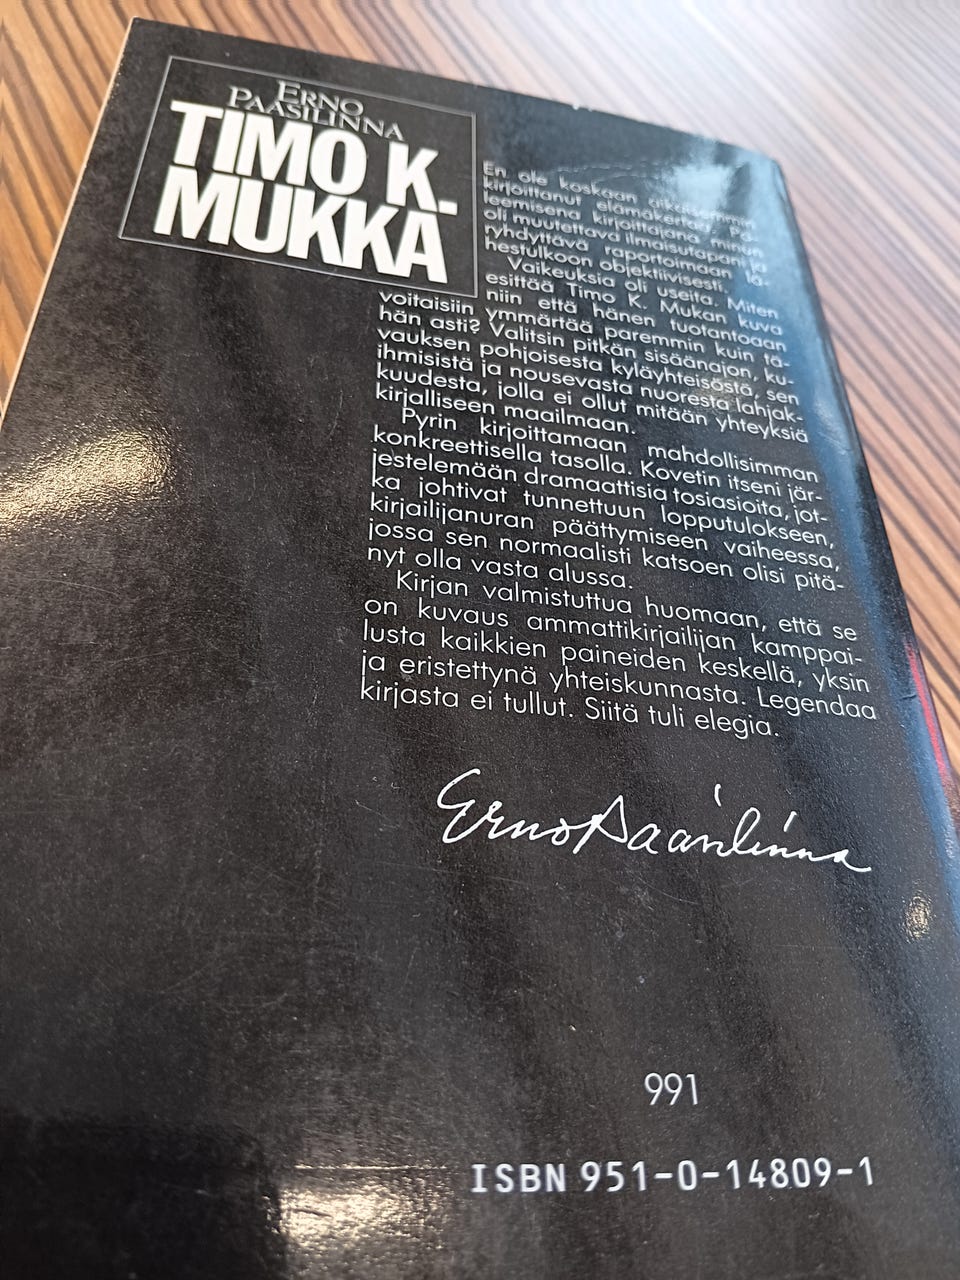 ERNO
PAASILINNA
TIMO K.
MUKKA
En ole koskaan aikaisemmin
kirjoittanut elämäkertaa. Po-
leemisena kirjoittajana minun
oli muutettava ilmaisutapani ja
ryhdyttävä raportoimaan lä-
hestulkoon objektiivisesti.
Vaikeuksia oli useita. Miten
esittää Timo K. Mukan kuva
niin että hänen tuotantoaan
voitaisiin ymmärtää paremmin kuin tä-
hän asti? Valitsin pitkän sisäänajon, ku-
vauksen pohjoisesta kyläyhteisöstä, sen
ihmisistä ja nousevasta nuoresta lahjak-
kuudesta, jolla ei ollut mitään yhteyksiä
kirjalliseen maailmaan.
Pyrin kirjoittamaan mahdollisimman
konkreettisella tasolla. Kovetin itseni jär-
jestelemään dramaattisia tosiasioita, jot-
ka johtivat tunnettuun lopputulokseen,
kirjailijanuran päättymiseen vaiheessa,
jossa sen normaalisti katsoen olisi pitä-
nyt olla vasta alussa.
Kirjan valmistuttua huomaan, että se
on kuvaus ammattikirjailijan kamppai-
lusta kaikkien paineiden keskellä, yksin
ja eristettynä yhteiskunnasta. Legendaa
kirjasta ei tullut. Siitä tuli elegia.
Erno Paasilinna
991
ISBN 951-0-14809-1